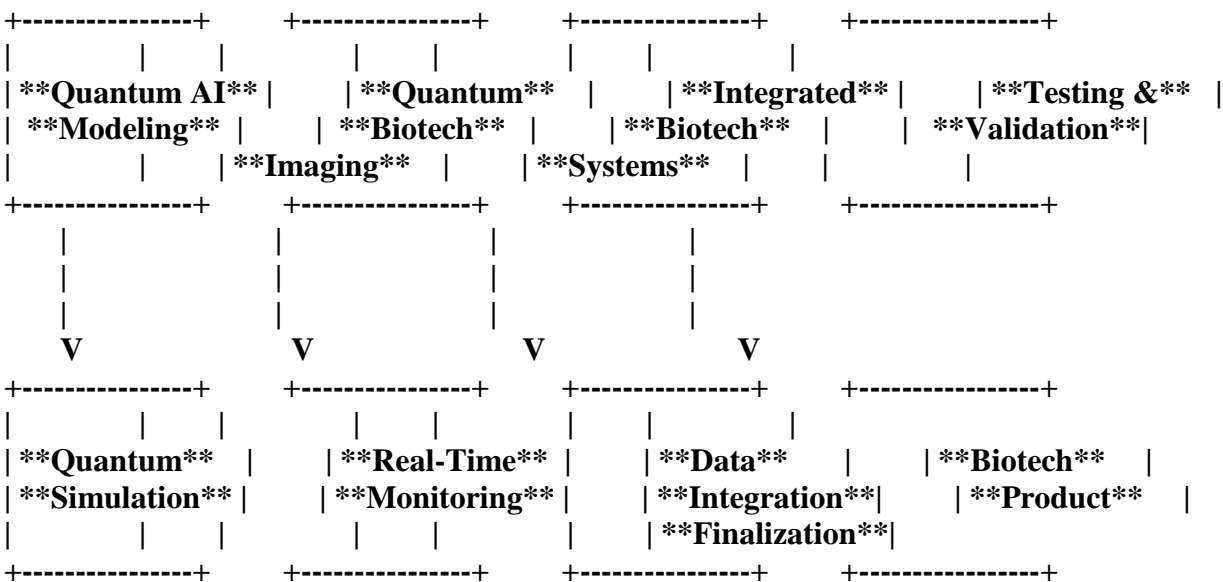 +----------------+ +----------------+ +----------------+ +-----------------+
| | | | | | | |
| **Quantum AI** | | **Quantum** | | **Integrated** | | **Testing &** |
| **Modeling** | | **Biotech** | | **Biotech** | | **Validation**|
| | | **Imaging** | | **Systems** | | |
+----------------+ +----------------+ +----------------+ +-----------------+
| | | |
| | | |
| | | |
V V V V
+----------------+ +----------------+ +----------------+ +-----------------+
| | | | | | | |
| **Quantum** | | **Real-Time** | | **Data** | | **Biotech** |
| **Simulation** | | **Monitoring** | | **Integration**| | **Product** |
| | | | | | | **Finalization**|
+----------------+ +----------------+ +----------------+ +-----------------+